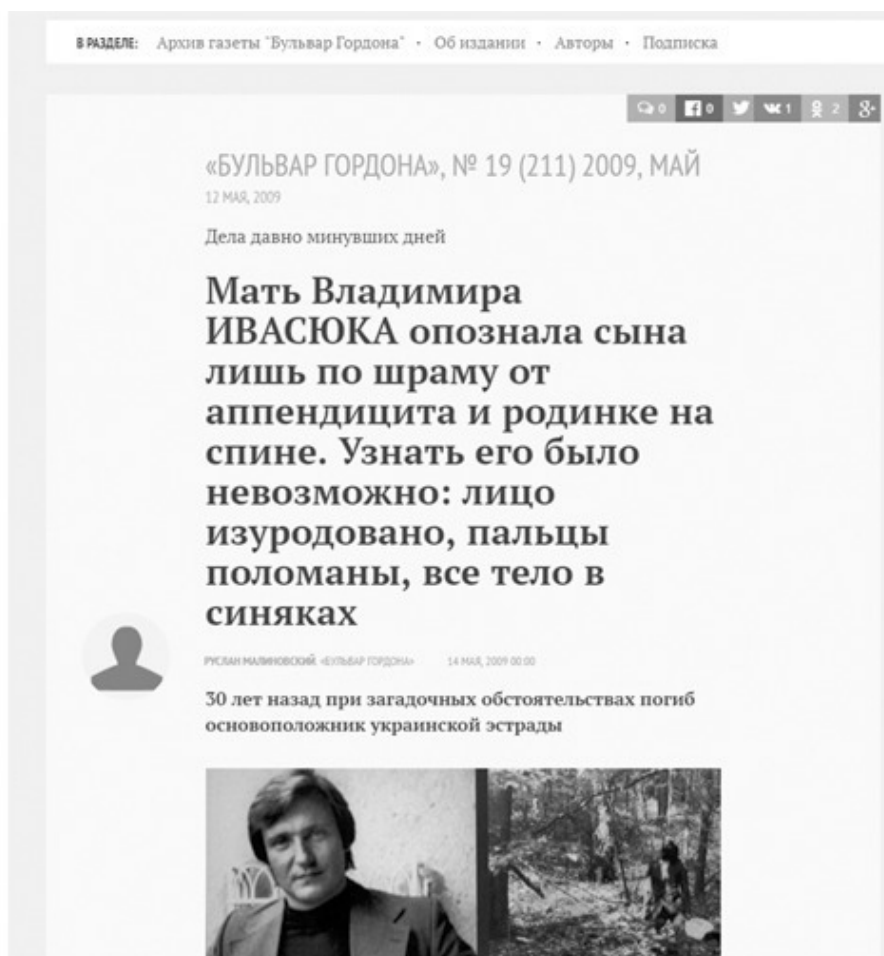 В РАЗДЕЛЕ: Архив газеты "Бульвар Гордона" · Об издании · Авторы · Подписка
0 0 1 2
«БУЛЬВАР ГОРДОНА», № 19 (211) 2009, МАЙ
12 МАЯ, 2009
Дела давно минувших дней
Мать Владимира
ИВАСЮКА опознала сына
лишь по шраму от
аппендицита и родинке на
спине. Узнать его было
невозможно: лицо
изуродовано, пальцы
поломаны, все тело в
синяках
РУСЛАН МАЛИНОВСКИЙ. «БУЛЬВАР ГОРДОНА» 14 МАЯ, 2009 00:00
30 лет назад при загадочных обстоятельствах погиб
основоположник украинской эстрады